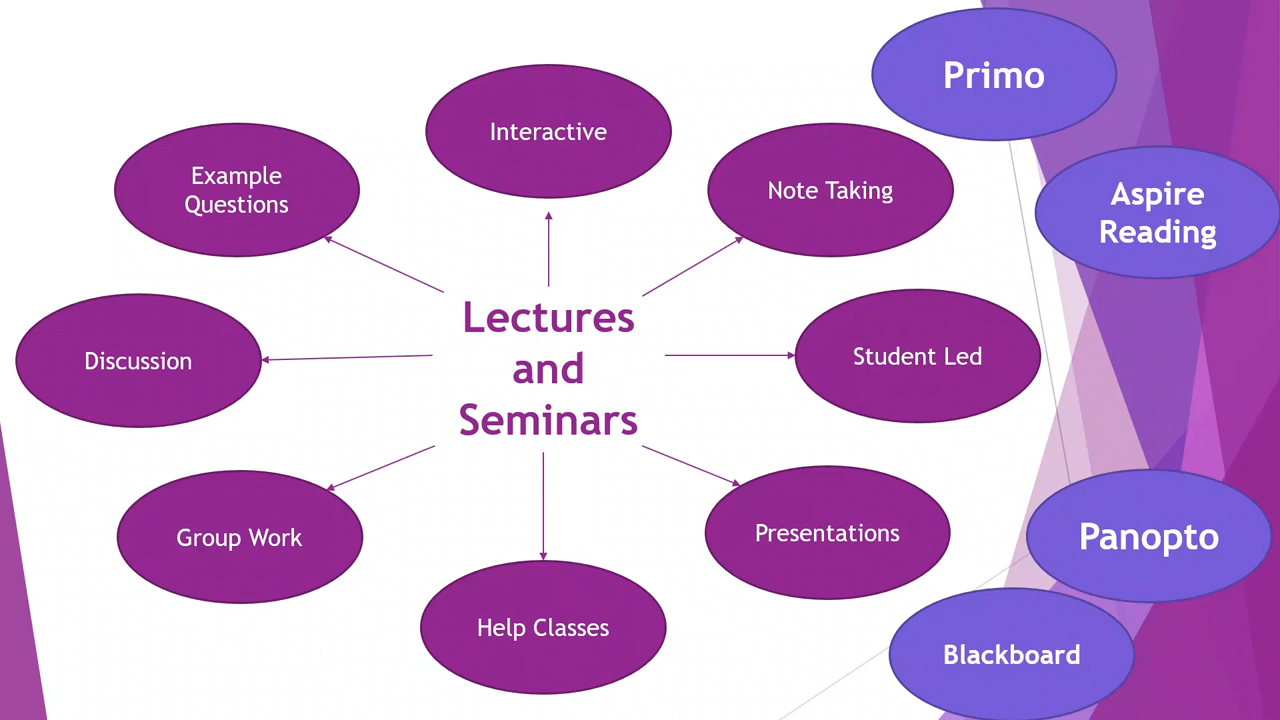 Primo
Interactive
Example
Questions
Note Taking
Aspire
Reading
Lectures
and
Seminars
Discussion
Student Led
Group Work
Presentations
Panopto
Help Classes
Blackboard